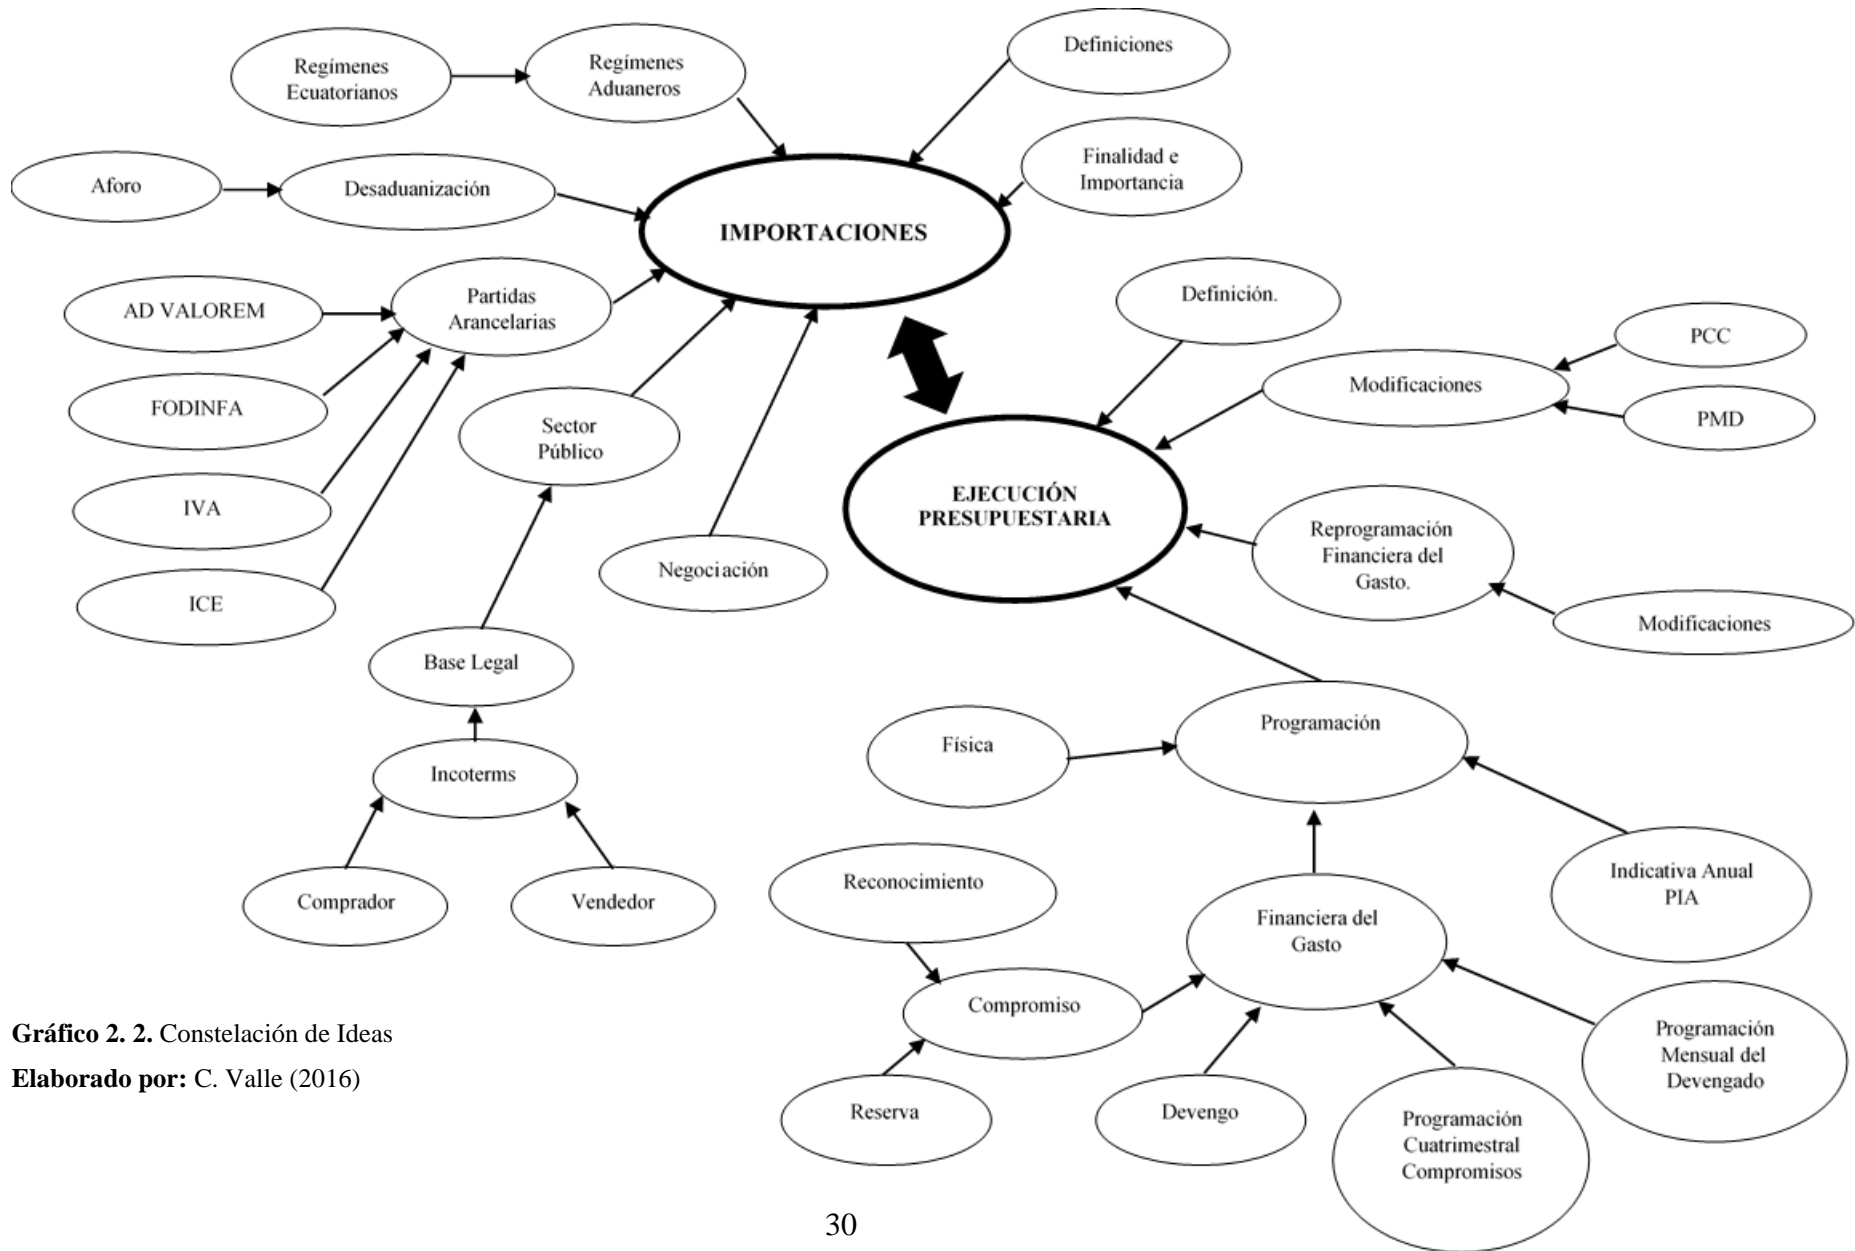 Definiciones
Regímenes
Ecuatorianos
Regímenes
Aduaneros
Finalidad e
Importancia
Aforo
Desaduanización
IMPORTACIONES
AD VALOREM
Partidas
Arancelarias
Definición.
PCC
Modificaciones
PMD
FODINFA
Sector
Público
IVA
EJECUCIÓN
PRESUPUESTARIA
Reprogramación
Financiera del
Gasto.
Negociación
ICE
Modificaciones
Base Legal
Programación
Física
Incoterms
Comprador
Vendedor
Reconocimiento
Indicativa Anual
PIA
Financiera del
Gasto
Compromiso
Programación
Mensual del
Devengado
Reserva
Devengo
Programación
Cuatrimestral
Compromisos
Gráfico 2. 2. Constelación de Ideas
Elaborado por: C. Valle (2016)
30